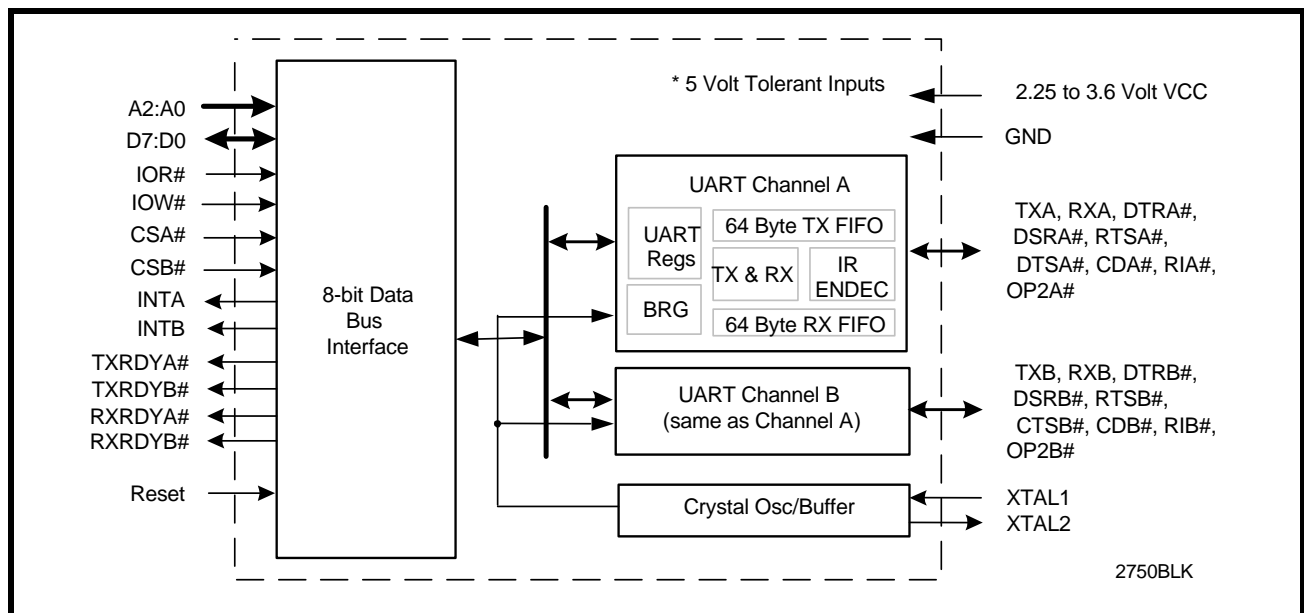 A2:A0
D7:D0
IOR#
IOW#
CSA#
CSB#
INTA
INTB
TXRDYA#
TXRDYB#
RXRDYA#
RXRDYB#
Reset
8-bit Data
Bus
Interface
* 5 Volt Tolerant Inputs
2.25 to 3.6 Volt VCC
GND
UART Channel A
UART
Regs
BRG
64 Byte TX FIFO
TX & RX
IR
ENDEC
64 Byte RX FIFO
TXA, RXA, DTRA#,
DSRA#, RTSA#,
DTSA#, CDA#, RIA#,
OP2A#
UART Channel B
(same as Channel A)
TXB, RXB, DTRB#,
DSRB#, RTSB#,
CTSB#, CDB#, RIB#,
OP2B#
Crystal Osc/Buffer
XTAL1
XTAL2
2750BLK